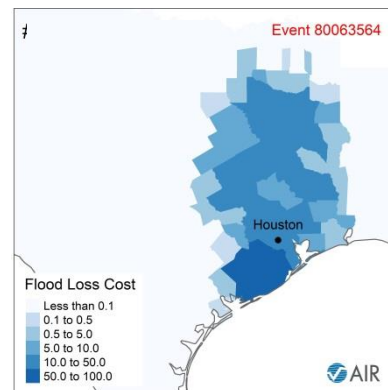 Event 80063564
Houston
Flood Loss Cost
Less than 0.1
0.1 to 0.5
0.5 to 5.0
5.0 to 10.0
10.0 to 50.0
50.0 to 100.0
AIR